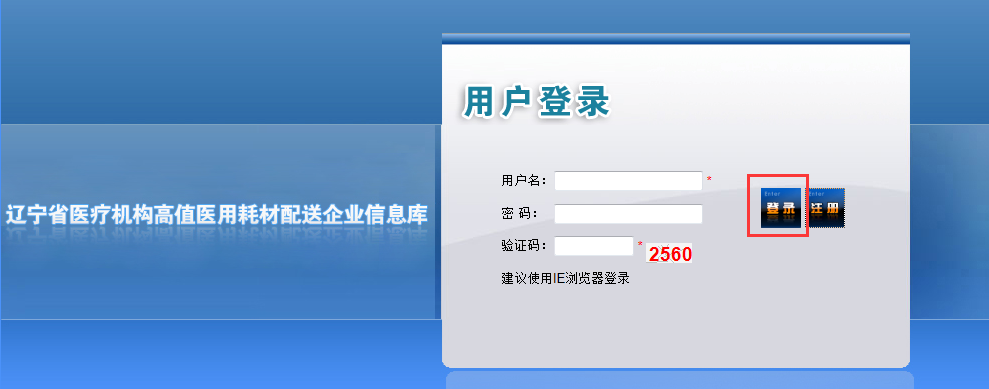 用户登录
用户名： *
Enter Enter
登录 注册
辽宁省医疗机构高值医用耗材配送企业信息库
密 码：
验证码： * 2560
建议使用IE浏览器登录